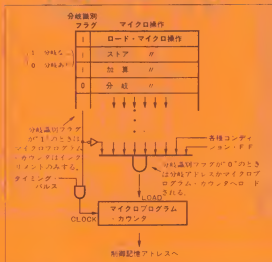 分岐識別
フラグ
マイクロ操作
1 ロード・マイクロ操作
1 分岐なし
0 分岐あり
1 ストア 〃
1 加算 〃
0 分岐 〃
分岐識別フラグ
が"1"のときは
マイクロプログラム
・カウンタはインク
リメントのみする。
各種コンディ
ション・FF
タイミング・
パルス
分岐識別フラグが"0"のとき
は分岐アドレスがマイクロプ
ログラム・カウンタへロード
される。
LOAD
CLOCK
マイクロプログラム
・カウンタ
制御記憶アドレスへ